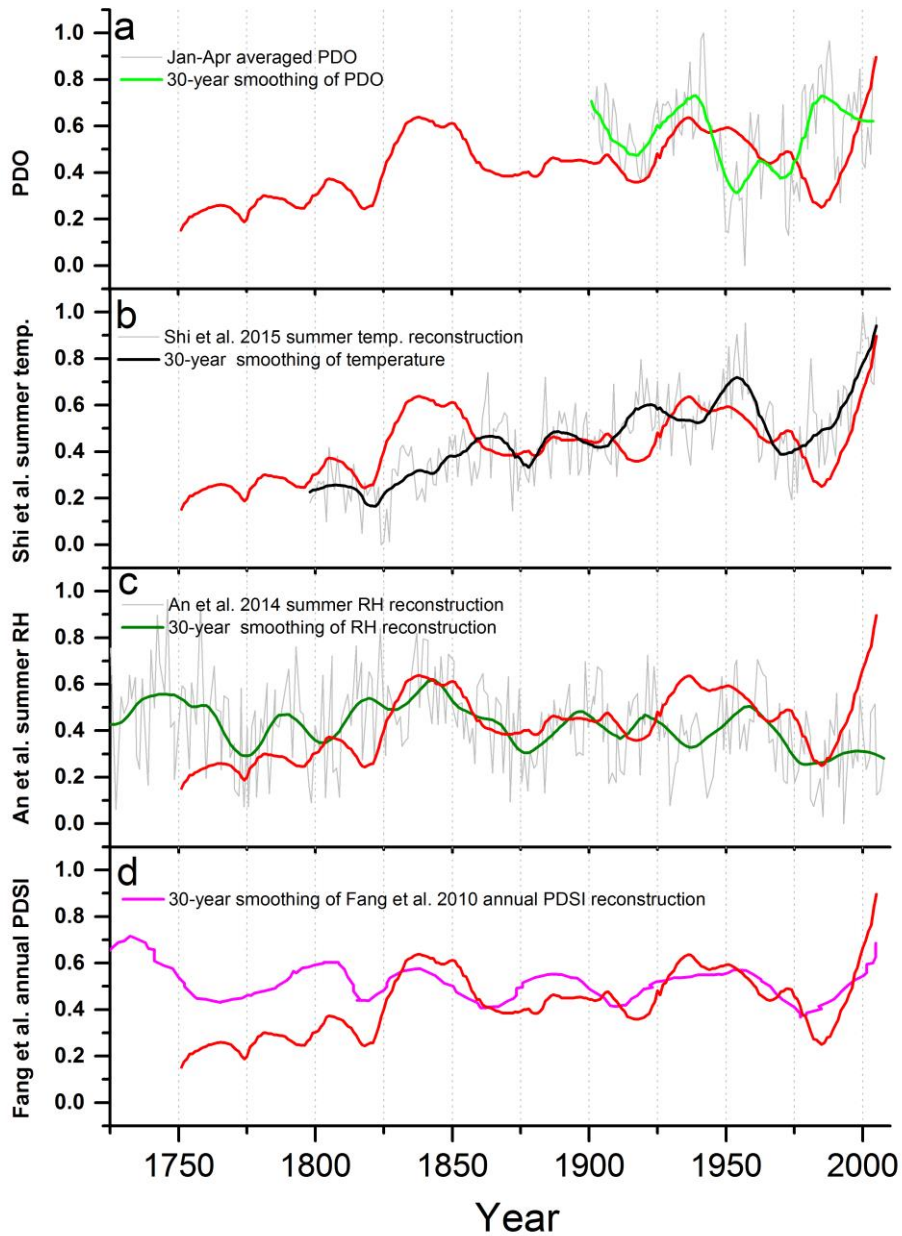 a
Jan-Apr averaged PDO
30-year smoothing of PDO
1.0
0.8
0.6
0.4
0.2
0.0
PDO
b
Shi et al. 2015 summer temp. reconstruction
30-year smoothing of temperature
1.0
0.8
0.6
0.4
0.2
0.0
Shi et al. summer temp.
c
An et al. 2014 summer RH reconstruction
30-year smoothing of RH reconstruction
1.0
0.8
0.6
0.4
0.2
0.0
An et al. summer RH
d
30-year smoothing of Fang et al. 2010 annual PDSI reconstruction
1.0
0.8
0.6
0.4
0.2
0.0
Fang et al. annual PDSI
1750 1800 1850 1900 1950 2000
Year